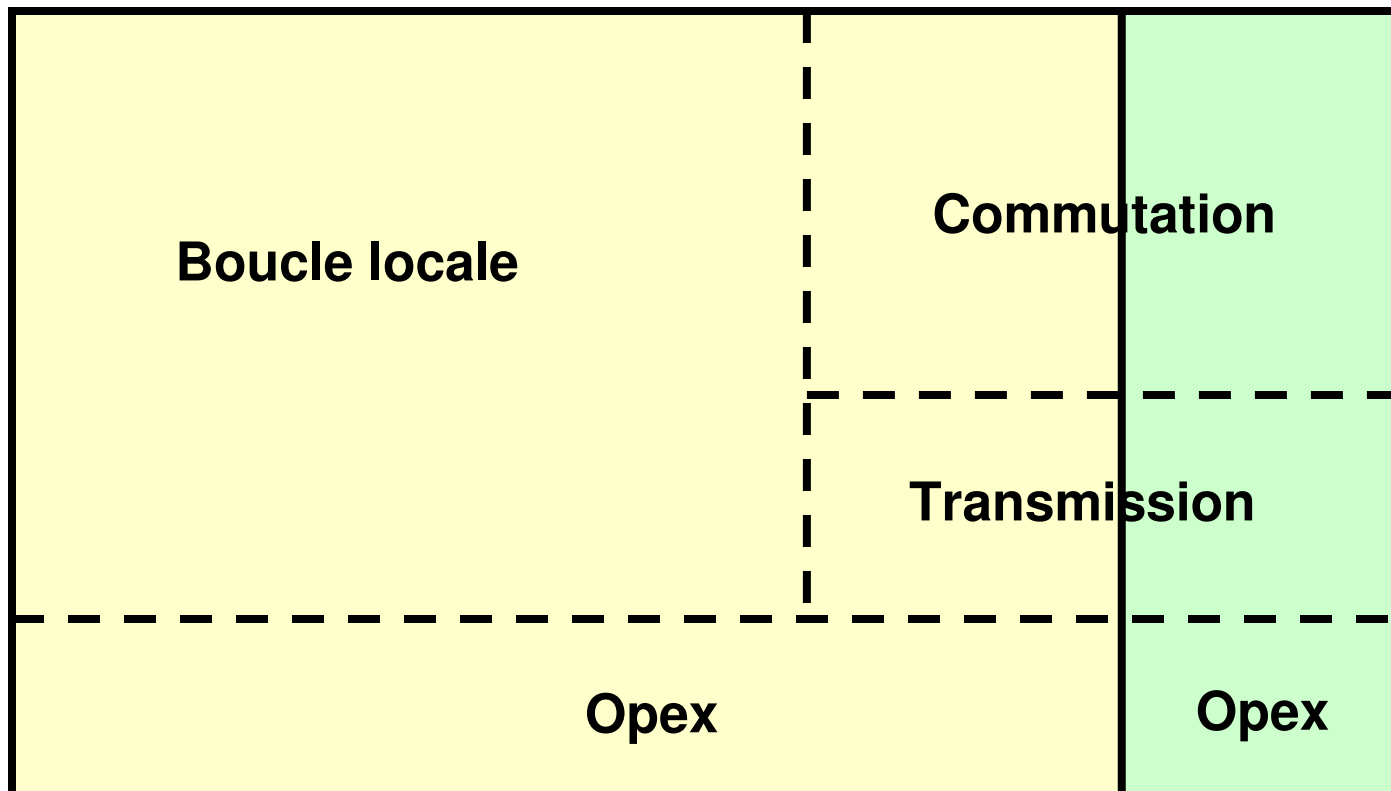 Commutation
Boucle locale
Transmission
Opex
Opex